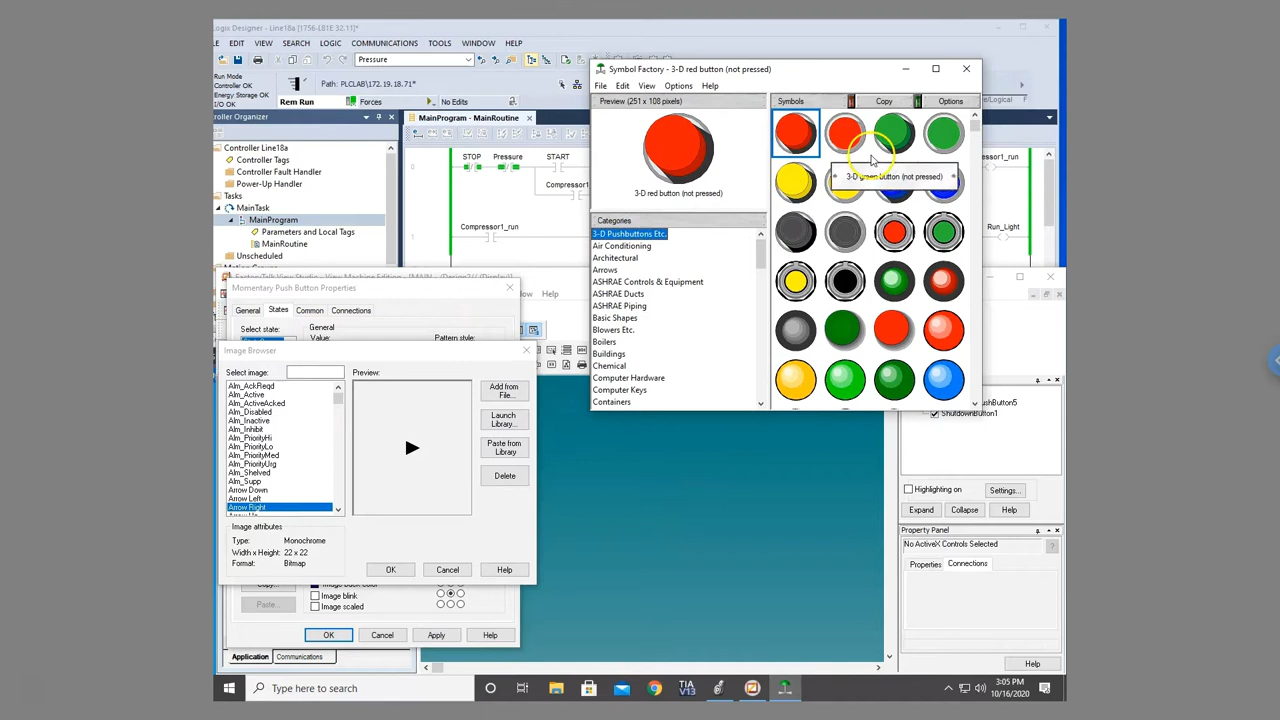 Logix Designer - Line18a [1756-L81E 32.11]*
EDIT VIEW SEARCH LOGIC COMMUNICATIONS TOOLS WINDOW HELP
Pressure
Run Mode
Controller OK
Energy Storage OK
I/O OK
Path: PLCLAB\172.19.18.71*
Rem Run
Forces
No Edits
Controller Organizer
MainProgram - MainRoutine
Controller Line18a
Controller Tags
Controller Fault Handler
Power-Up Handler
Tasks
MainTask
MainProgram
Parameters and Local Tags
MainRoutine
Unscheduled
STOP Pressure START
Compressor1_run
Run_Light
Symbol Factory - 3-D red button (not pressed)
File Edit View Options Help
Preview (251 x 108 pixels)
3-D red button (not pressed)
Symbols Copy Options
3-D green button (not pressed)
Categories
3-D Pushbuttons Etc.
Air Conditioning
Architectural
Arrows
ASHRAE Controls & Equipment
ASHRAE Ducts
ASHRAE Piping
Basic Shapes
Blowers Etc.
Boilers
Buildings
Chemical
Computer Hardware
Computer Keys
Containers
Momentary Push Button Properties
General States Common Connections
Select state:
General
Value:
Pattern style:
Window Help
Image Browser
Select image:
Preview:
Alm_AckReqd
Alm_Active
Alm_ActiveAcked
Alm_Disabled
Alm_Inactive
Alm_Inhibit
Alm_PriorityHi
Alm_PriorityLo
Alm_PriorityMed
Alm_PriorityUrg
Alm_Shelved
Alm_Supp
Arrow Down
Arrow Left
Arrow Right
Add from File...
Launch Library...
Paste from Library
Delete
Image attributes
Type: Monochrome
Width x Height: 22 x 22
Format: Bitmap
OK Cancel Help
Paste...
Image blink
Image scaled
OK Cancel Apply Help
Application Communications
ShutdownButton1
Highlighting on
Settings...
Expand Collapse Help
Property Panel
No ActiveX Controls Selected
Properties Connections
Help
Type here to search
TIA
V13
3:05 PM
10/16/2020